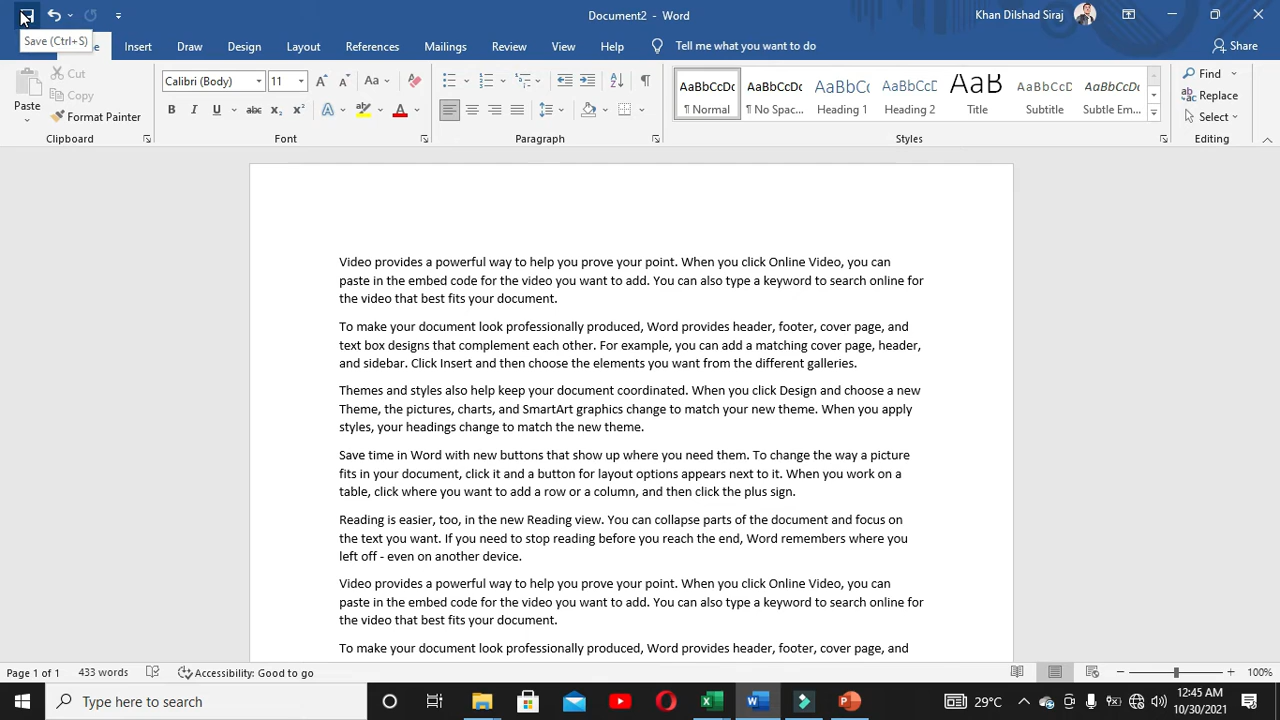 Document2 - Word
Khan Dilshad Siraj
Save (Ctrl+S)
Insert
Draw
Design
Layout
References
Mailings
Review
View
Help
Tell me what you want to do
Share
Paste
Cut
Copy
Format Painter
Clipboard
Calibri (Body)
11
Font
Paragraph
AaBbCcDc
¶ Normal
AaBbCcDc
¶ No Spac...
AaBbCc
Heading 1
AaBbCcD
Heading 2
AaB
Title
AaBbCcD
Subtitle
AaBbCcDc
Subtle Em...
Styles
Find
Replace
Select
Editing
Video provides a powerful way to help you prove your point. When you click Online Video, you can
paste in the embed code for the video you want to add. You can also type a keyword to search online for
the video that best fits your document.
To make your document look professionally produced, Word provides header, footer, cover page, and
text box designs that complement each other. For example, you can add a matching cover page, header,
and sidebar. Click Insert and then choose the elements you want from the different galleries.
Themes and styles also help keep your document coordinated. When you click Design and choose a new
Theme, the pictures, charts, and SmartArt graphics change to match your new theme. When you apply
styles, your headings change to match the new theme.
Save time in Word with new buttons that show up where you need them. To change the way a picture
fits in your document, click it and a button for layout options appears next to it. When you work on a
table, click where you want to add a row or a column, and then click the plus sign.
Reading is easier, too, in the new Reading view. You can collapse parts of the document and focus on
the text you want. If you need to stop reading before you reach the end, Word remembers where you
left off - even on another device.
Video provides a powerful way to help you prove your point. When you click Online Video, you can
paste in the embed code for the video you want to add. You can also type a keyword to search online for
the video that best fits your document.
To make your document look professionally produced, Word provides header, footer, cover page, and
Page 1 of 1
433 words
Accessibility: Good to go
100%
Type here to search
29°C
12:45 AM
10/30/2021